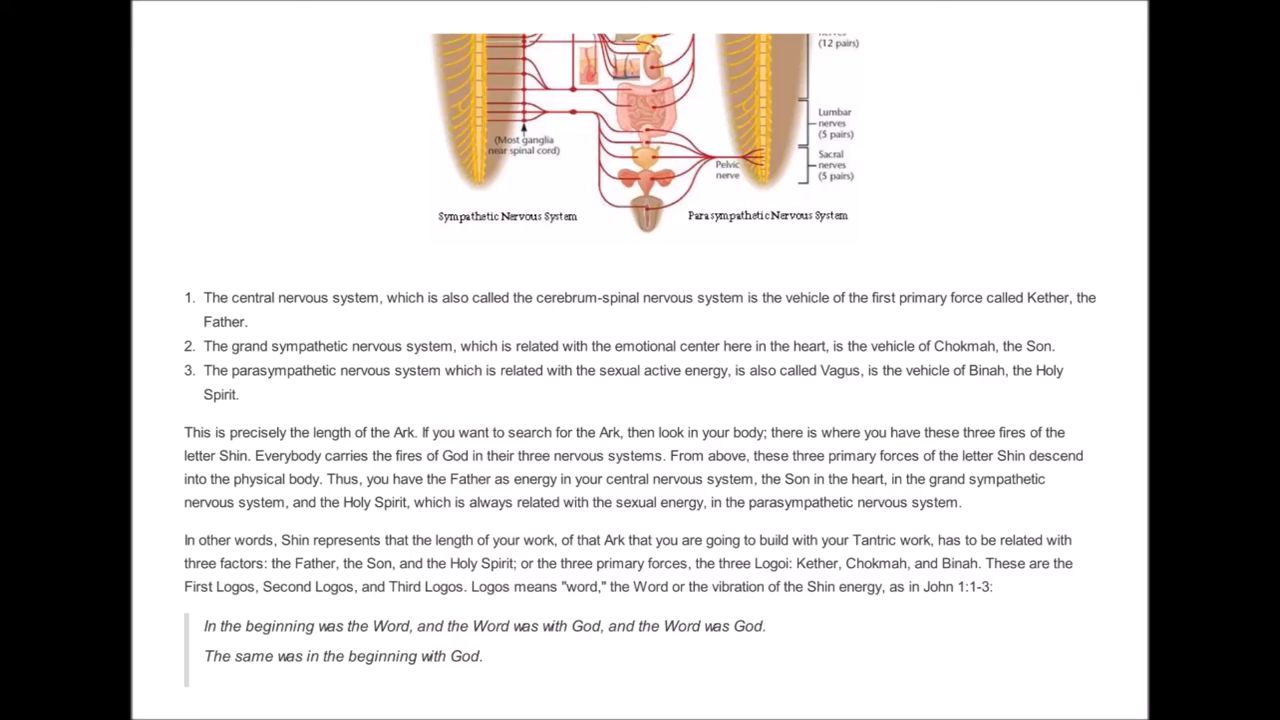 (12 pairs)
Lumbar
nerves
(5 pairs)
(Most ganglia
near spinal cord)
Sacral
nerves
(5 pairs)
Pelvic
nerve
Sympathetic Nervous System
Parasympathetic Nervous System
1. The central nervous system, which is also called the cerebrum-spinal nervous system is the vehicle of the first primary force called Kether, the
Father.
2. The grand sympathetic nervous system, which is related with the emotional center here in the heart, is the vehicle of Chokmah, the Son.
3. The parasympathetic nervous system which is related with the sexual active energy, is also called Vagus, is the vehicle of Binah, the Holy
Spirit.
This is precisely the length of the Ark. If you want to search for the Ark, then look in your body; there is where you have these three fires of the
letter Shin. Everybody carries the fires of God in their three nervous systems. From above, these three primary forces of the letter Shin descend
into the physical body. Thus, you have the Father as energy in your central nervous system, the Son in the heart, in the grand sympathetic
nervous system, and the Holy Spirit, which is always related with the sexual energy, in the parasympathetic nervous system.
In other words, Shin represents that the length of your work, of that Ark that you are going to build with your Tantric work, has to be related with
three factors: the Father, the Son, and the Holy Spirit; or the three primary forces, the three Logoi: Kether, Chokmah, and Binah. These are the
First Logos, Second Logos, and Third Logos. Logos means "word," the Word or the vibration of the Shin energy, as in John 1:1-3:
In the beginning was the Word, and the Word was with God, and the Word was God.
The same was in the beginning with God.